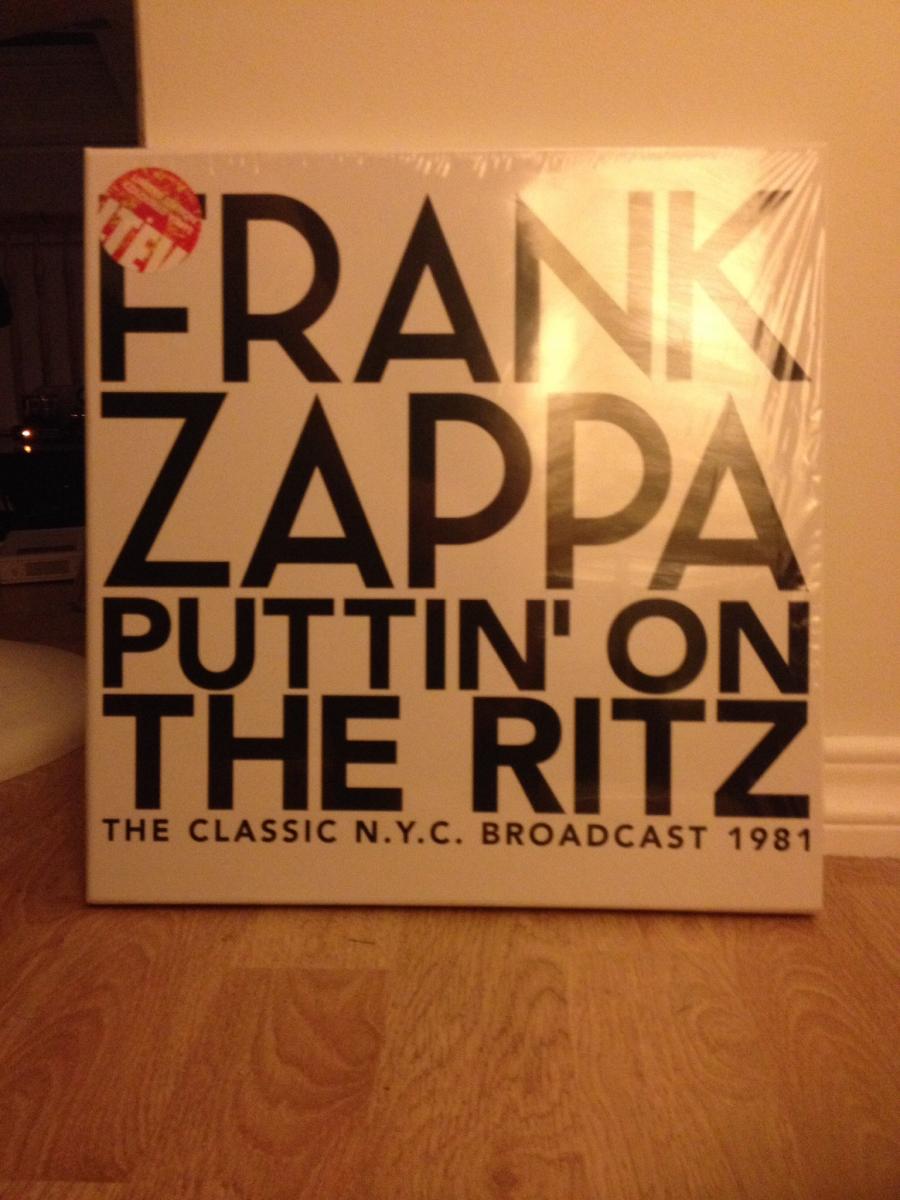 FRANK
ZAPPA
PUTTIN' ON
THE RITZ
THE CLASSIC N.Y.C. BROADCAST 1981